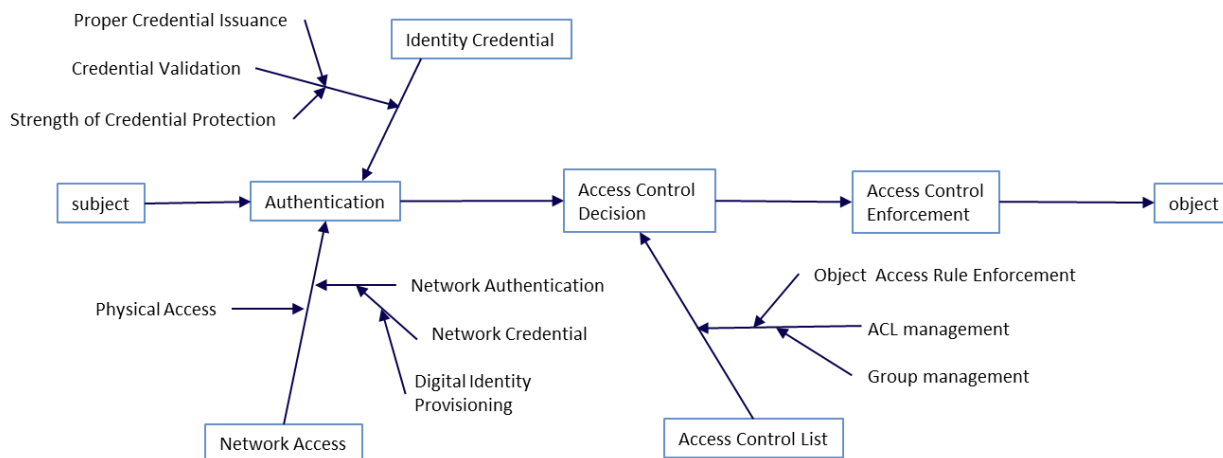 Proper Credential Issuance
Identity Credential
Credential Validation
Strength of Credential Protection
subject
Authentication
Access Control
Decision
Access Control
Enforcement
object
Object Access Rule Enforcement
Network Authentication
Physical Access
ACL management
Network Credential
Group management
Digital Identity
Provisioning
Network Access
Access Control List